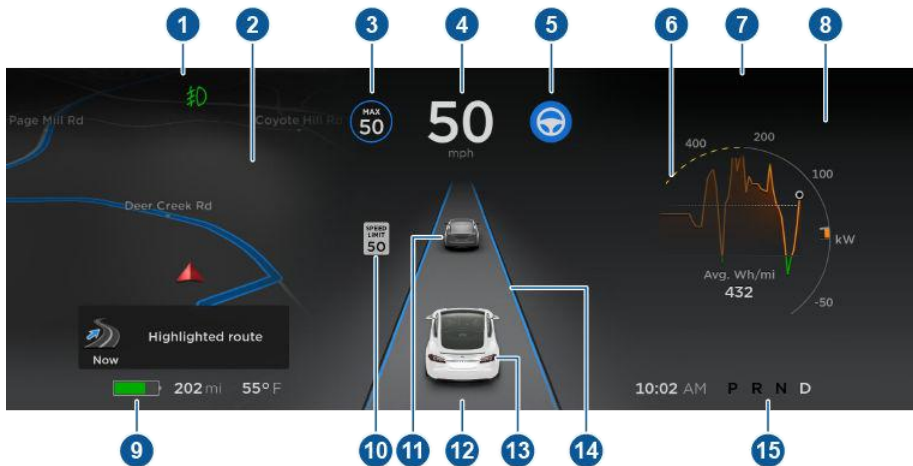 1 2 3 4 5 6 7 8
Page Mill Rd
Coyote Hill Rd
MAX
50
50
mph
400
200
100
Deer Creek Rd
SPEED
LIMIT
50
kW
Avg. Wh/mi
432
-50
Highlighted route
Now
202 mi 55° F
10:02 AM P R N D
9 10 11 12 13 14 15